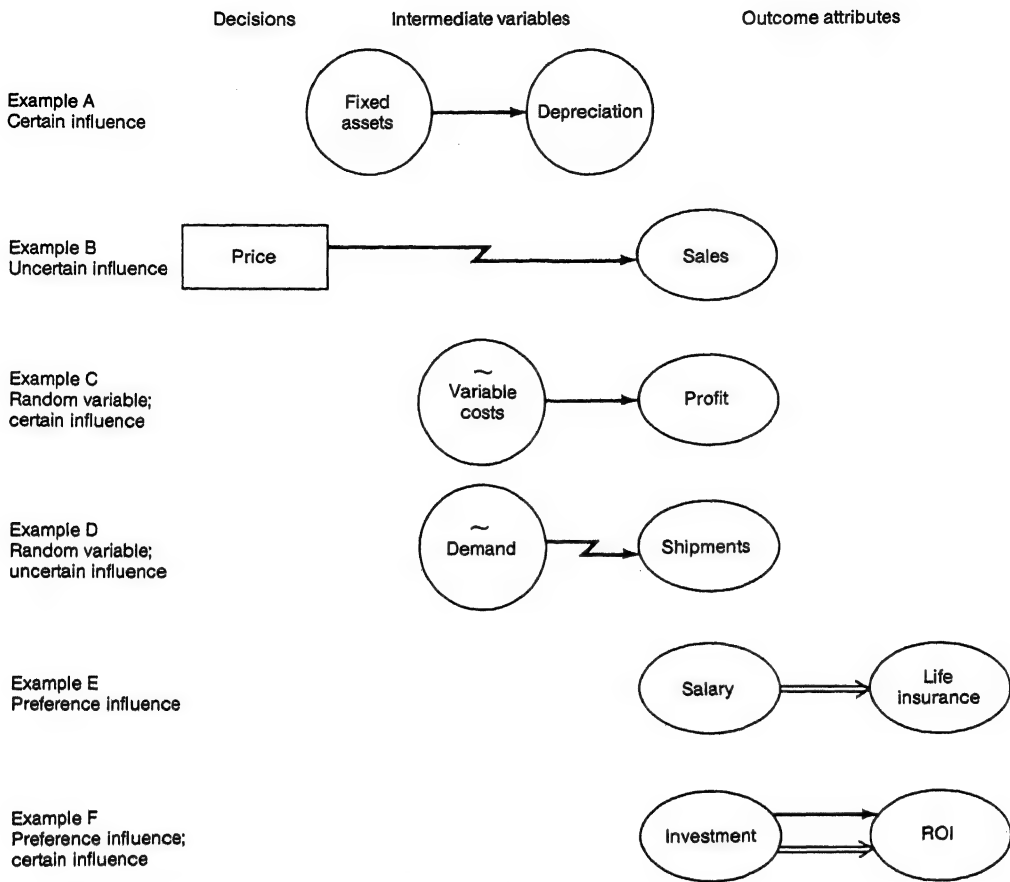 Decisions
Intermediate variables
Outcome attributes
Example A
Certain influence
Fixed
assets
Depreciation
Example B
Uncertain influence
Price
Sales
Example C
Random variable;
certain influence
~
Variable
costs
Profit
Example D
Random variable;
uncertain influence
~
Demand
Shipments
Example E
Preference influence
Salary
Life
insurance
Example F
Preference influence;
certain influence
Investment
ROI